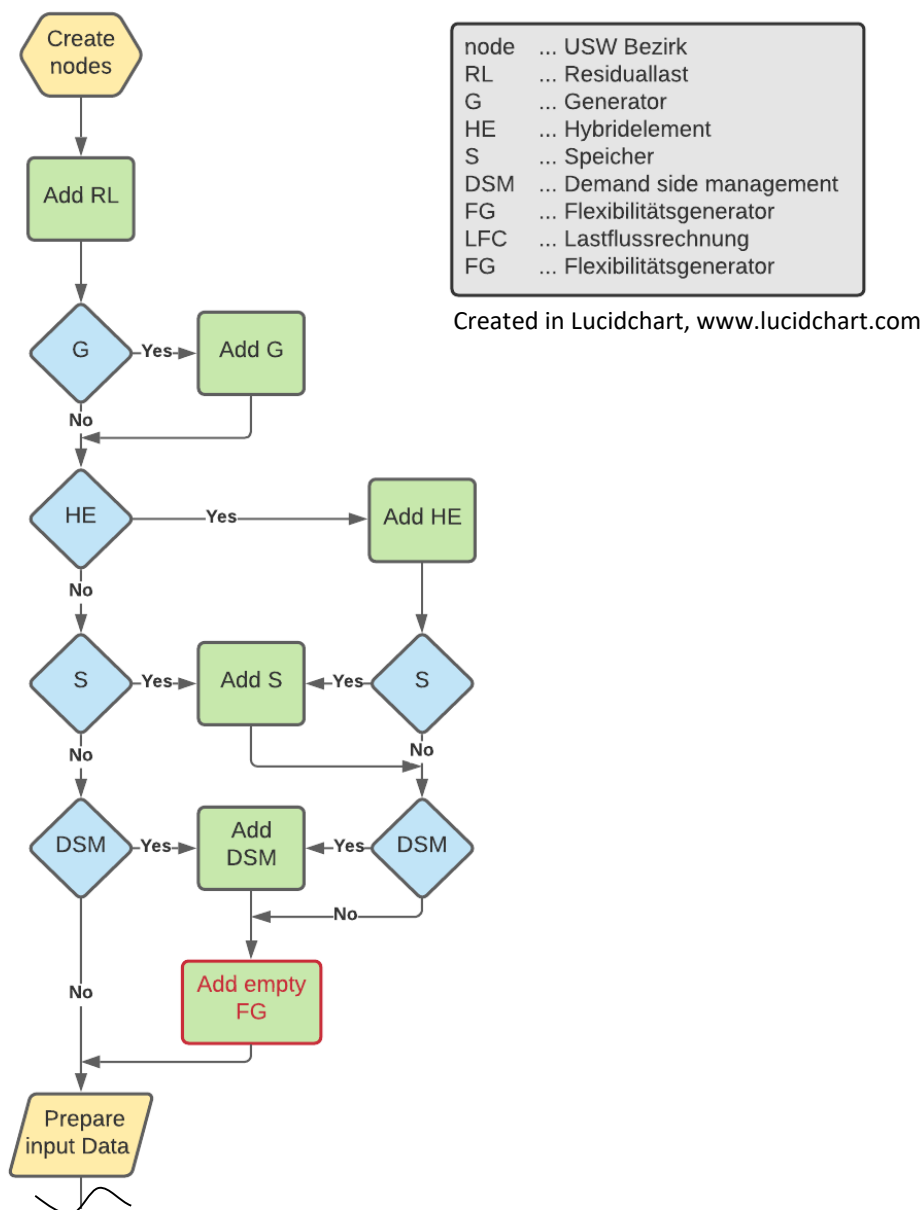 Create
nodes
node ... USW Bezirk
RL ... Residuallast
G ... Generator
HE ... Hybridelement
S ... Speicher
DSM ... Demand side management
FG ... Flexibilitätsgenerator
LFC ... Lastflussrechnung
FG ... Flexibilitätsgenerator
Created in Lucidchart, www.lucidchart.com
Add RL
G
Yes
Add G
No
HE
Yes
Add HE
No
S
Yes
Add S
Yes
S
No
No
DSM
Yes
Add
DSM
Yes
DSM
No
Add empty
FG
No
Prepare
input Data